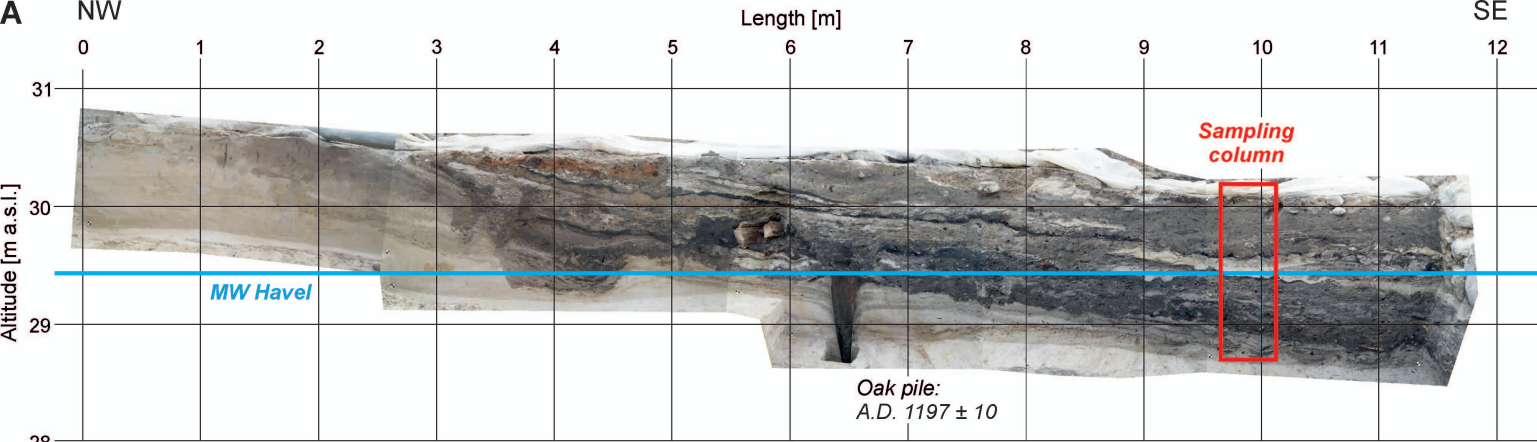 A NW SE
Length [m]
0 1 2 3 4 5 6 7 8 9 10 11 12
31
Sampling
column
30
Altitude [m a.s.l.]
MW Havel
29
Oak pile:
A.D. 1197 ± 10
28